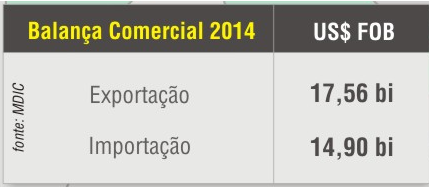 Balança Comercial 2014 US$ FOB
Exportação 17,56 bi
Importação 14,90 bi
fonte: MDIC